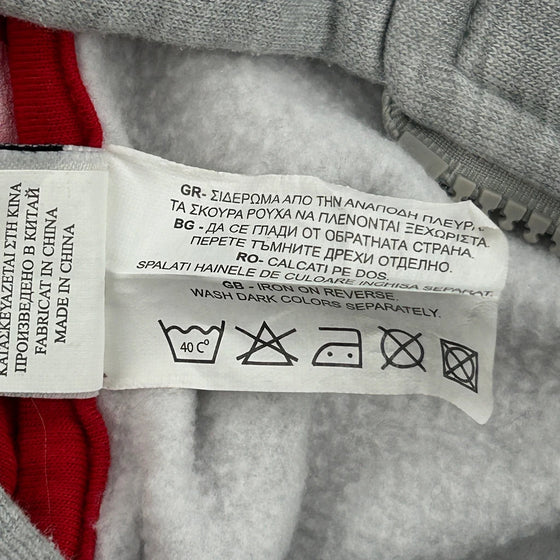 GR- ΣΙΔΕΡΩΜΑ ΑΠΟ ΤΗΝ ΑΝΑΠΟΔΗ ΠΛΕΥΡ
ΤΑ ΣΚΟΥΡΑ ΡΟΥΧΑ ΝΑ ΠΛΕΝΟΝΤΑΙ ΞΕΧΩΡΙΣΤΑ.
BG - ДА СЕ ГЛАДИ ОТ ОБРАТНАТА СТРАНА.
ПЕРЕТЕ ТЪМНИТЕ ДРЕХИ ОТДЕЛНО.
RO- CALCATI PE DOS.
SPALATI HAINELE DE CULOARE INCHISA SEPARAT.
GB - IRON ON REVERSE.
WASH DARK COLORS SEPARATELY.
40 C°
ΚΑΤΑΣΚΕΥΑΖΕΤΑΙ ΣΤΗ ΚΙΝΑ
ПРОИЗВЕДЕНО В КИТАЙ
FABRICAT IN CHINA
MADE IN CHINA